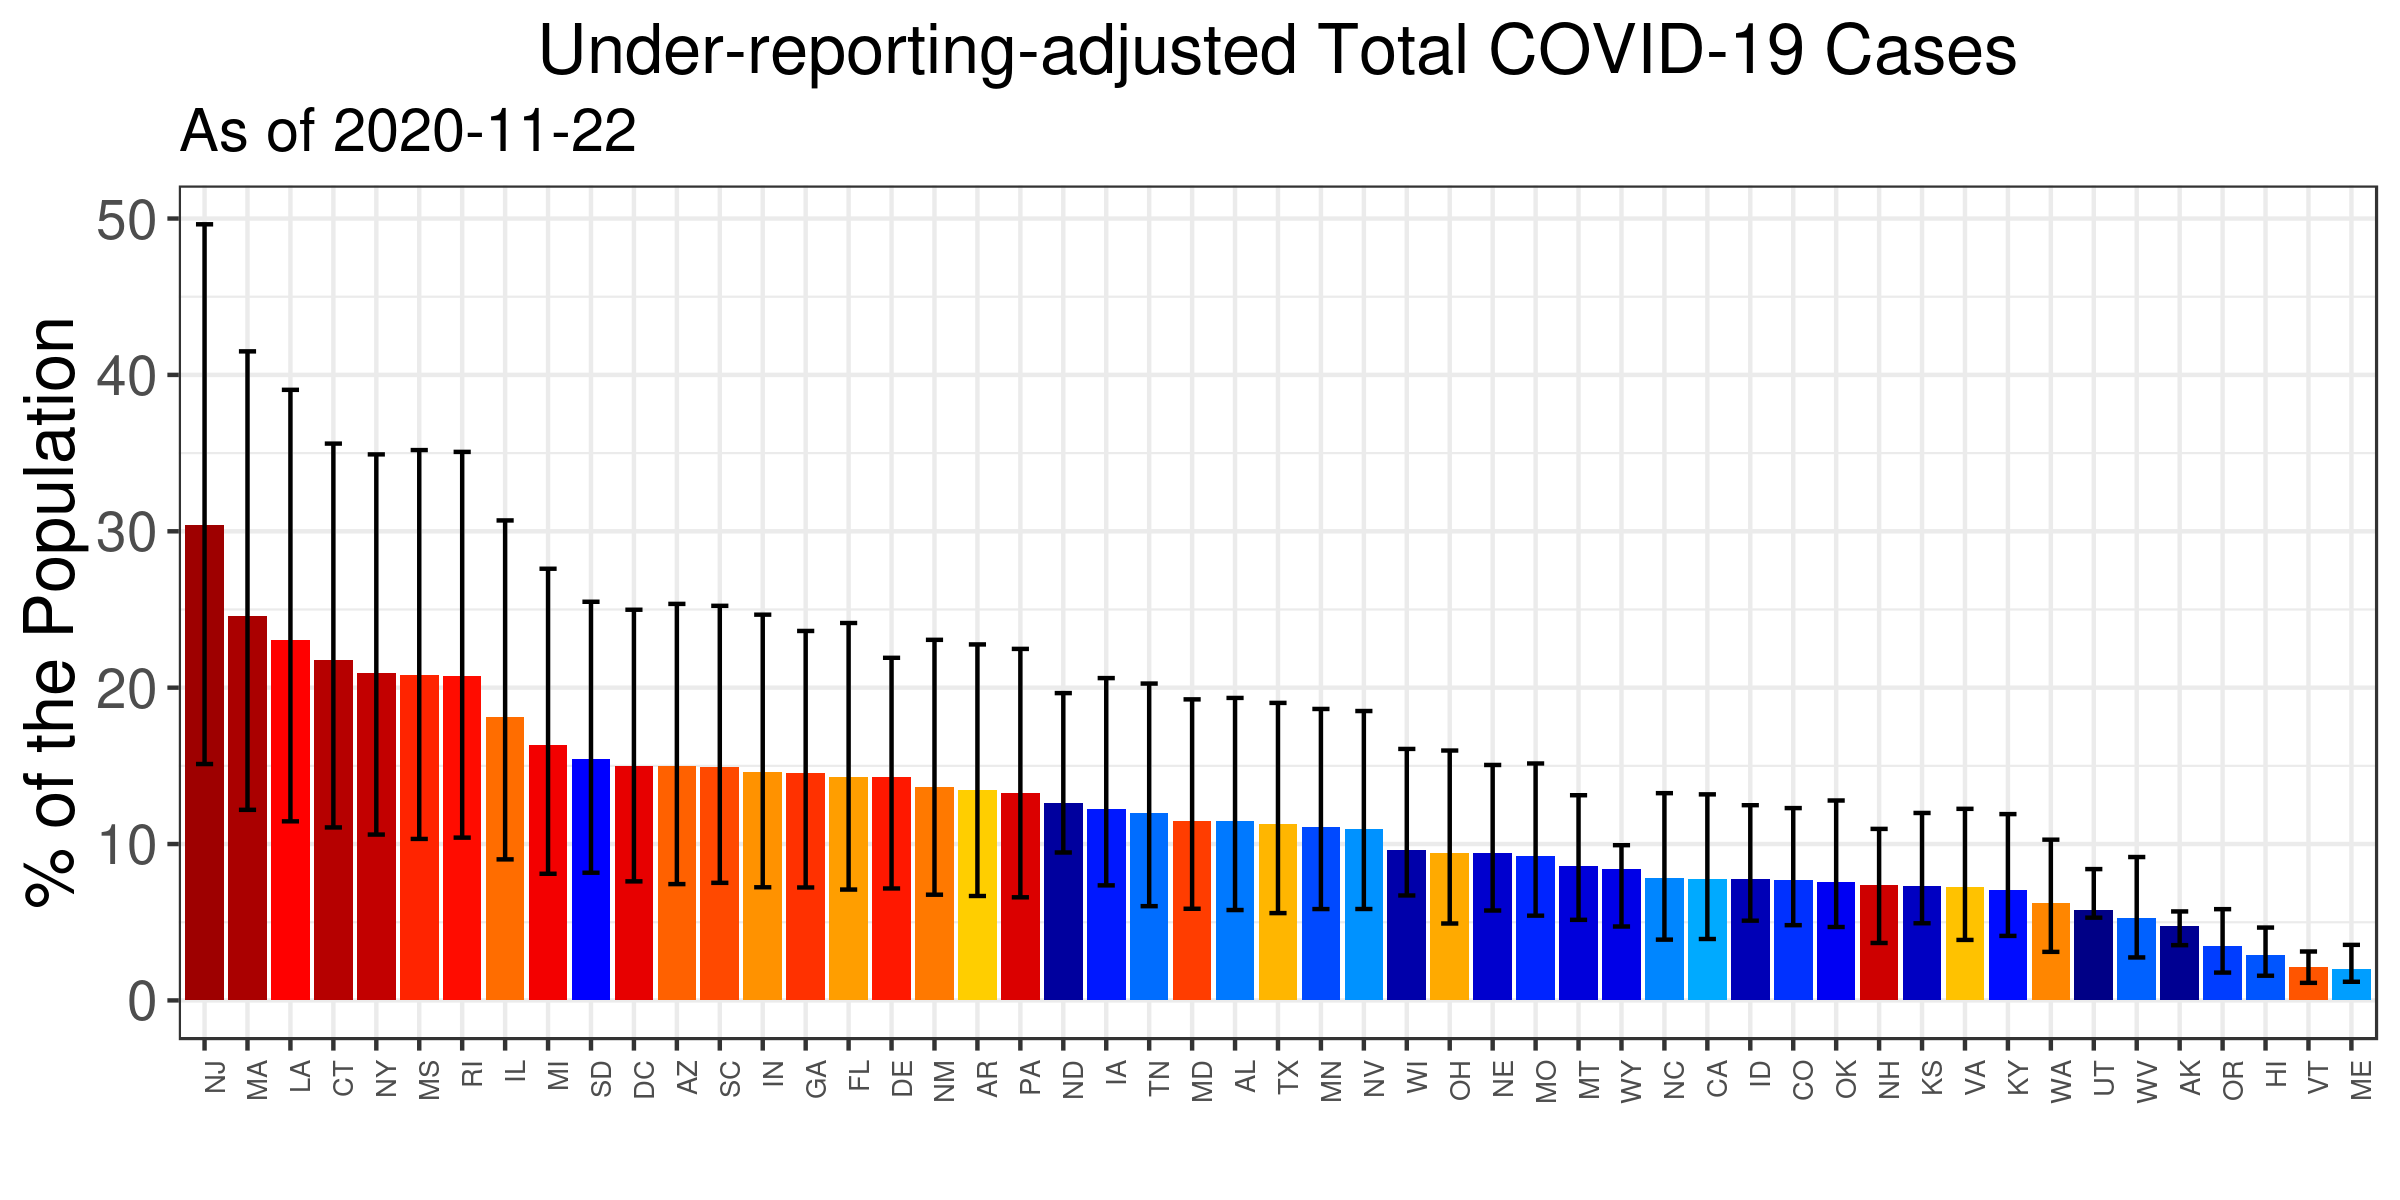 Under-reporting-adjusted Total COVID-19 Cases
As of 2020-11-22
% of the Population
50
40
30
20
10
0
NJ MA LA CT NY MS RI IL MI SD DC AZ SC IN GA FL DE NM AR PA ND IA TN MD AL TX MN NV WI OH NE MO MT WY NC CA ID CO OK NH KS VA KY WA UT WV AK OR HI VT ME